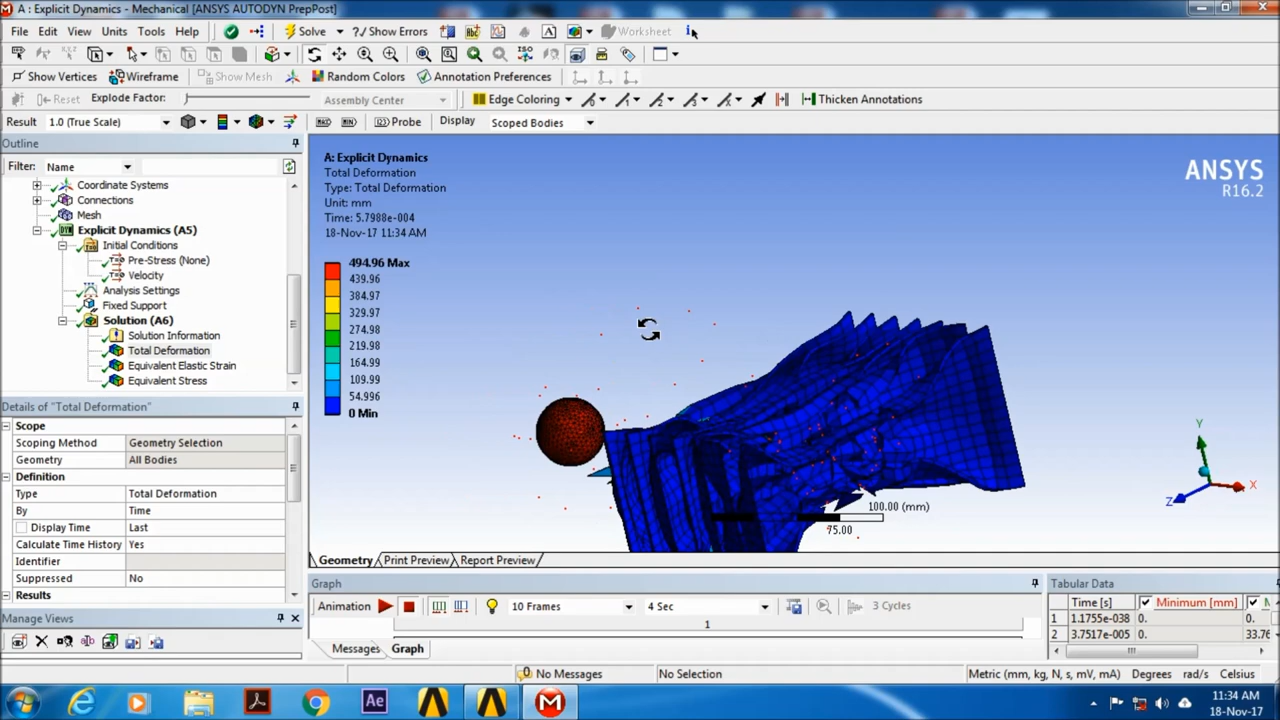 A : Explicit Dynamics - Mechanical [ANSYS AUTODYN PrepPost]
File Edit View Units Tools Help Solve ?/ Show Errors Worksheet
Show Vertices Wireframe Show Mesh Random Colors Annotation Preferences
Reset Explode Factor: Assembly Center Edge Coloring Thicken Annotations
Result 1.0 (True Scale) MAX MIN Probe Display Scoped Bodies
Outline
Filter: Name
Coordinate Systems
Connections
Mesh
Explicit Dynamics (A5)
Initial Conditions
Pre-Stress (None)
Velocity
Analysis Settings
Fixed Support
Solution (A6)
Solution Information
Total Deformation
Equivalent Elastic Strain
Equivalent Stress
Details of "Total Deformation"
Scope
Scoping Method Geometry Selection
Geometry All Bodies
Definition
Type Total Deformation
By Time
Display Time Last
Calculate Time History Yes
Identifier
Suppressed No
Results
Manage Views
A: Explicit Dynamics
Total Deformation
Type: Total Deformation
Unit: mm
Time: 5.7988e-004
18-Nov-17 11:34 AM
494.96 Max
439.96
384.97
329.97
274.98
219.98
164.99
109.99
54.996
0 Min
ANSYS
R16.2
Y
X
Z
100.00 (mm)
75.00
Geometry Print Preview Report Preview
Graph
Animation 10 Frames 4 Sec 3 Cycles
1
Messages Graph
Tabular Data
Time [s] Minimum [mm] M
1 1.1755e-038 0. 0.
2 3.7517e-005 0. 33.76
No Messages No Selection Metric (mm, kg, N, s, mV, mA) Degrees rad/s Celsius
Ae
11:34 AM
18-Nov-17